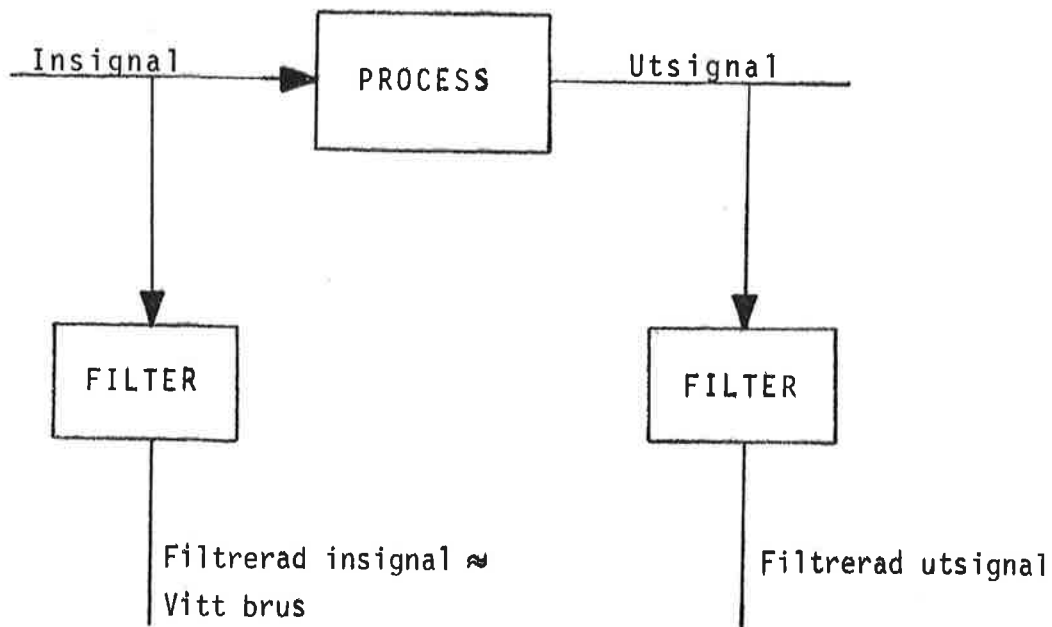 Insignal
PROCESS
Utsignal
FILTER
FILTER
Filtrerad insignal ≈
Vitt brus
Filtrerad utsignal